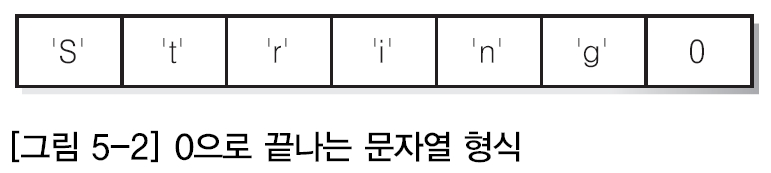 'S' 't' 'r' 'i' 'n' 'g' 0
[그림 5-2] 0으로 끝나는 문자열 형식